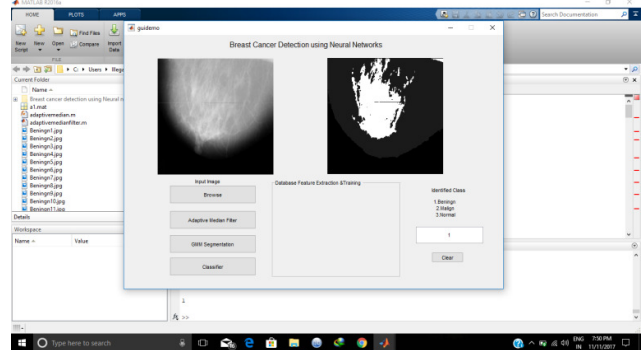 MATLAB R2016a
HOME PLOTS APPS
Search Documentation
New Script
New
Open
Find Files
Compare
Import Data
FILE
C: Users
Current Folder
Name
Breast cancer detection using Neural
a1.mat
adaptivemedian.m
adaptivemedianfilter.m
Beningn1.jpg
Beningn2.jpg
Beningn3.jpg
Beningn4.jpg
Beningn5.jpg
Beningn6.jpg
Beningn7.jpg
Beningn8.jpg
Beningn9.jpg
Beningn10.jpg
Beningn11.jpg
Details
Workspace
Name Value
guidemo
Breast Cancer Detection using Neural Networks
Input Image
Browse
Adaptive Median Filter
GMM Segmentation
Classifier
Database Feature Extraction &Training
Identified Class
1.Beningn
2.Malign
3.Normal
1
Clear
1
fx >>
Type here to search
ENG 7:50 PM
IN 11/11/2017